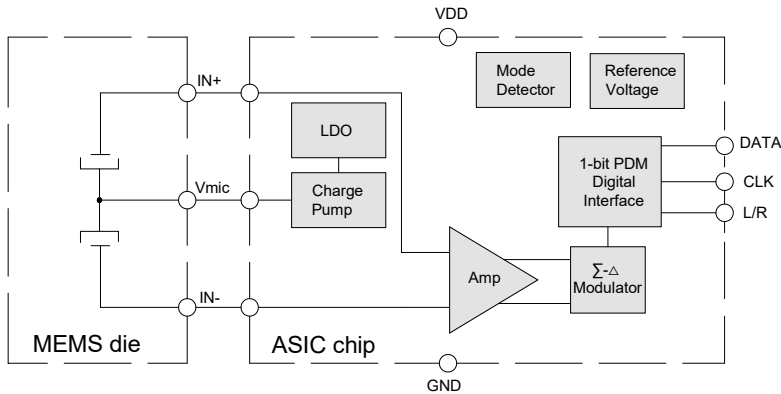 VDD
IN+
Mode
Detector
Reference
Voltage
LDO
DATA
1-bit PDM
Digital
Interface
CLK
Vmic
Charge
Pump
L/R
Amp
∑-△
Modulator
IN-
MEMS die
ASIC chip
GND